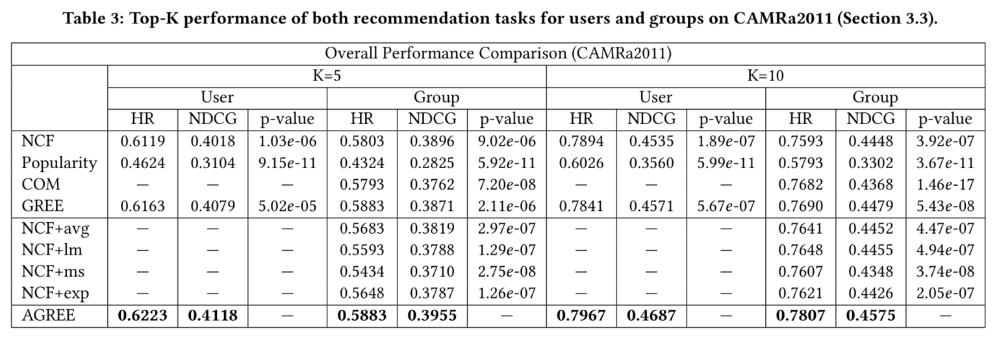 Table 3: Top-K performance of both recommendation tasks for users and groups on CAMRa2011 (Section 3.3).
Overall Performance Comparison (CAMRa2011)
K=5 K=10
User Group User Group
HR NDCG p-value HR NDCG p-value HR NDCG p-value HR NDCG p-value
NCF 0.6119 0.4018 1.03e-06 0.5803 0.3896 9.02e-06 0.7894 0.4535 1.89e-07 0.7593 0.4448 3.92e-07
Popularity 0.4624 0.3104 9.15e-11 0.4324 0.2825 5.92e-11 0.6026 0.3560 5.99e-11 0.5793 0.3302 3.67e-11
COM — — — 0.5793 0.3762 7.20e-08 — — — 0.7682 0.4368 1.46e-17
GREE 0.6163 0.4079 5.02e-05 0.5883 0.3871 2.11e-06 0.7841 0.4571 5.67e-07 0.7690 0.4479 5.43e-08
NCF+avg — — — 0.5683 0.3819 2.97e-07 — — — 0.7641 0.4452 4.47e-07
NCF+lm — — — 0.5593 0.3788 1.29e-07 — — — 0.7648 0.4455 4.94e-07
NCF+ms — — — 0.5434 0.3710 2.75e-08 — — — 0.7607 0.4348 3.74e-08
NCF+exp — — — 0.5648 0.3787 1.26e-07 — — — 0.7621 0.4426 2.05e-07
AGREE 0.6223 0.4118 — 0.5883 0.3955 — 0.7967 0.4687 — 0.7807 0.4575 —